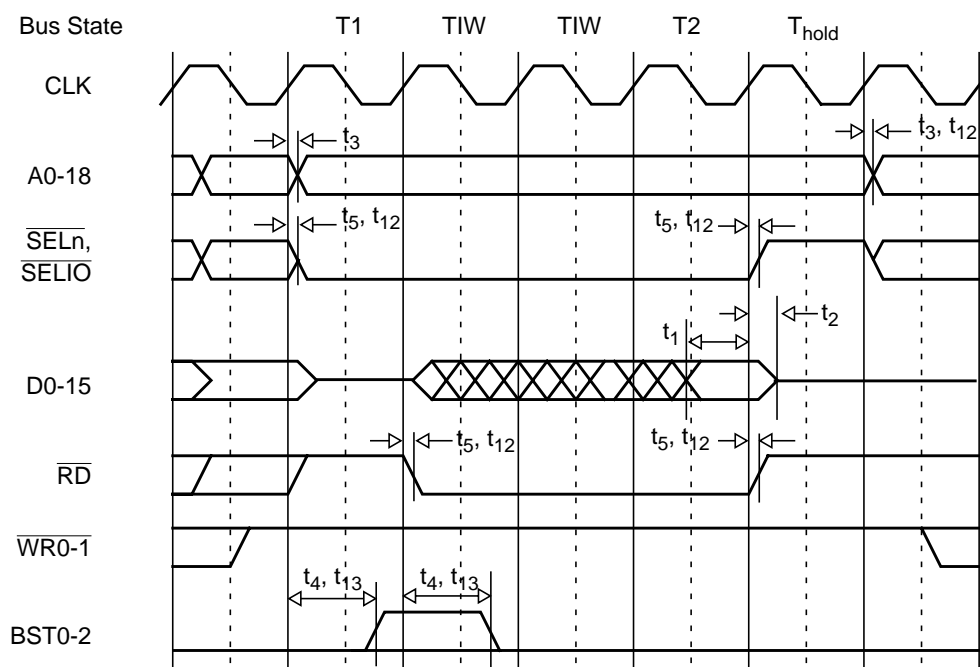 Bus State T1 TIW TIW T2 Thold
CLK
t3 t3, t12
A0-18
t5, t12 t5, t12
SELn,
SELIO
t1 t2
D0-15
t5, t12 t5, t12
RD
WR0-1
t4, t13 t4, t13
BST0-2